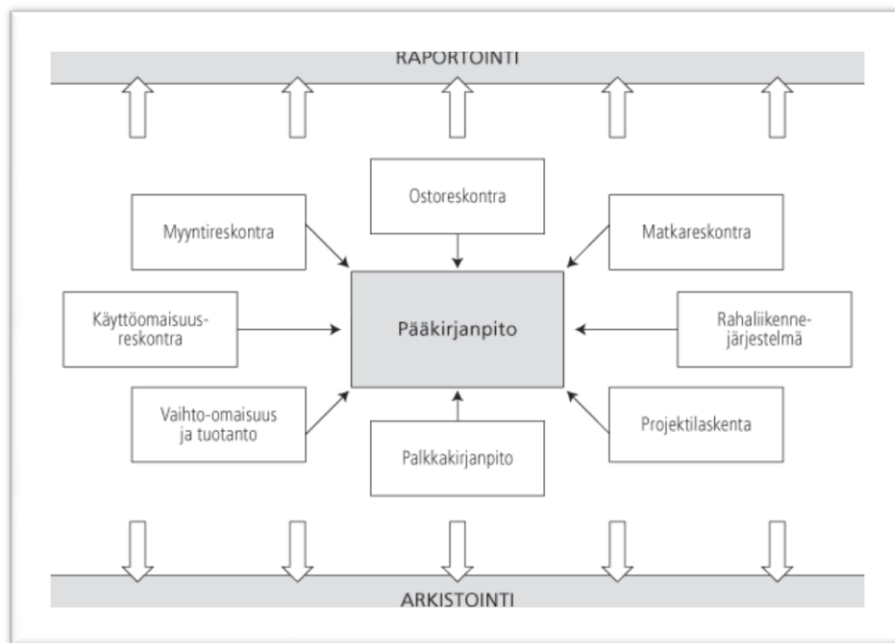 RAPORTOINTI
Ostoreskontra
Myyntireskontra
Matkareskontra
Käyttöomaisuus-
reskontra
Pääkirjanpito
Rahaliikenne-
järjestelmä
Vaihto-omaisuus
ja tuotanto
Palkkakirjanpito
Projektilaskenta
ARKISTOINTI